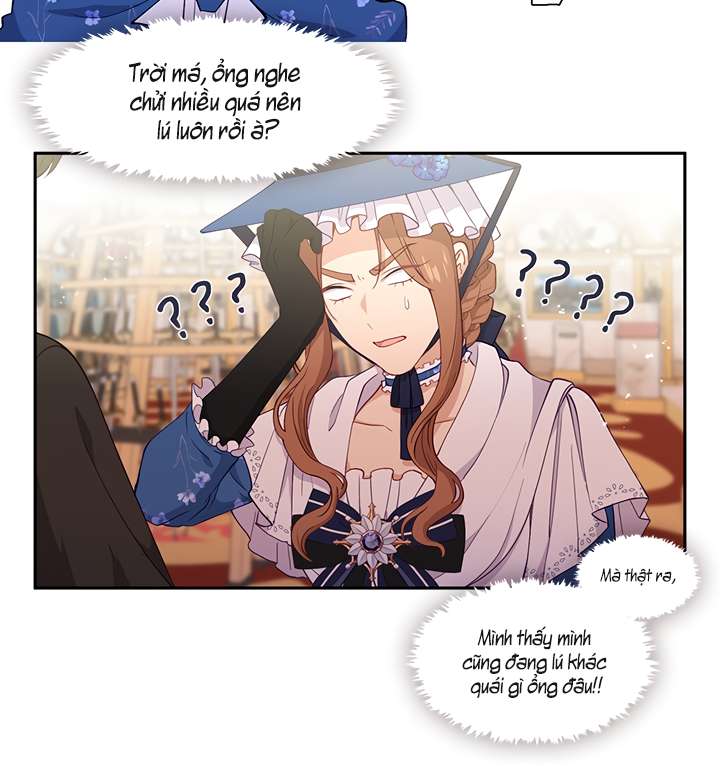 Trời má, ổng nghe
chửi nhiều quá nên
lú luôn rồi à?
? ? ?
? ? ? ?
Mà thật ra,
Mình thấy mình
cũng đang lú khác
quái gì ổng đâu!!